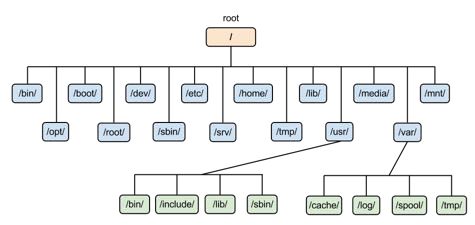 root
/
/bin/ /boot/ /dev/ /etc/ /home/ /lib/ /media/ /mnt/
/opt/ /root/ /sbin/ /srv/ /tmp/ /usr/ /var/
/bin/ /include/ /lib/ /sbin/ /cache/ /log/ /spool/ /tmp/